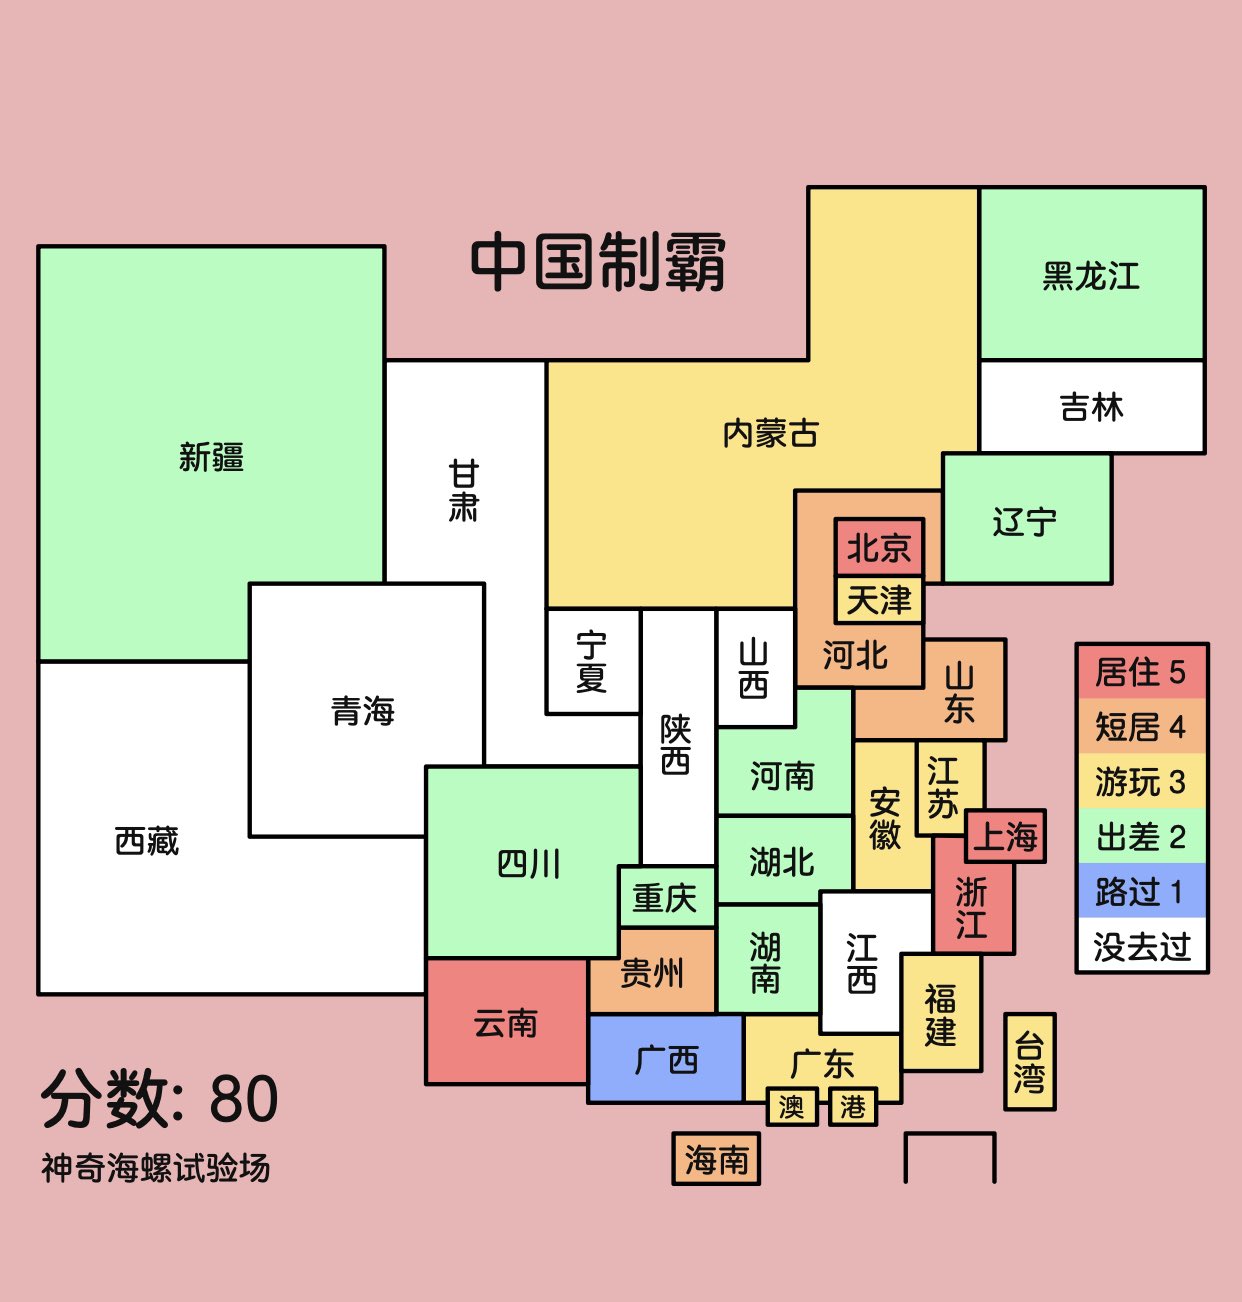 中国制霸
黑龙江
吉林
内蒙古
新疆
甘肃
辽宁
北京
天津
河北
宁夏
山西
山东
青海
陕西
河南
安徽
江苏
上海
西藏
四川
湖北
重庆
浙江
湖南
江西
贵州
云南
福建
广西
广东
台湾
澳
港
海南
居住 5
短居 4
游玩 3
出差 2
路过 1
没去过
分数: 80
神奇海螺试验场